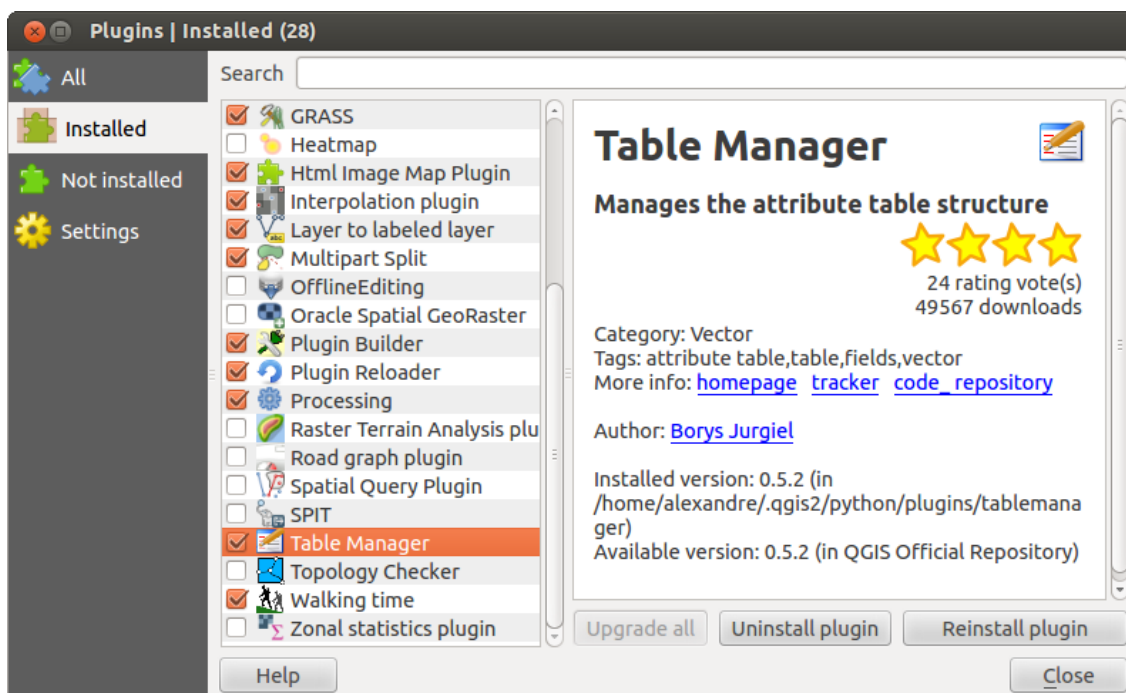 Plugins | Installed (28)
All
Installed
Not installed
Settings
Search
GRASS
Heatmap
Html Image Map Plugin
Interpolation plugin
Layer to labeled layer
Multipart Split
OfflineEditing
Oracle Spatial GeoRaster
Plugin Builder
Plugin Reloader
Processing
Raster Terrain Analysis plu
Road graph plugin
Spatial Query Plugin
SPIT
Table Manager
Topology Checker
Walking time
Zonal statistics plugin
Table Manager
Manages the attribute table structure
24 rating vote(s)
49567 downloads
Category: Vector
Tags: attribute table,table,fields,vector
More info: homepage tracker code_repository
Author: Borys Jurgiel
Installed version: 0.5.2 (in
/home/alexandre/.qgis2/python/plugins/tablemana
ger)
Available version: 0.5.2 (in QGIS Official Repository)
Upgrade all
Uninstall plugin
Reinstall plugin
Help
Close